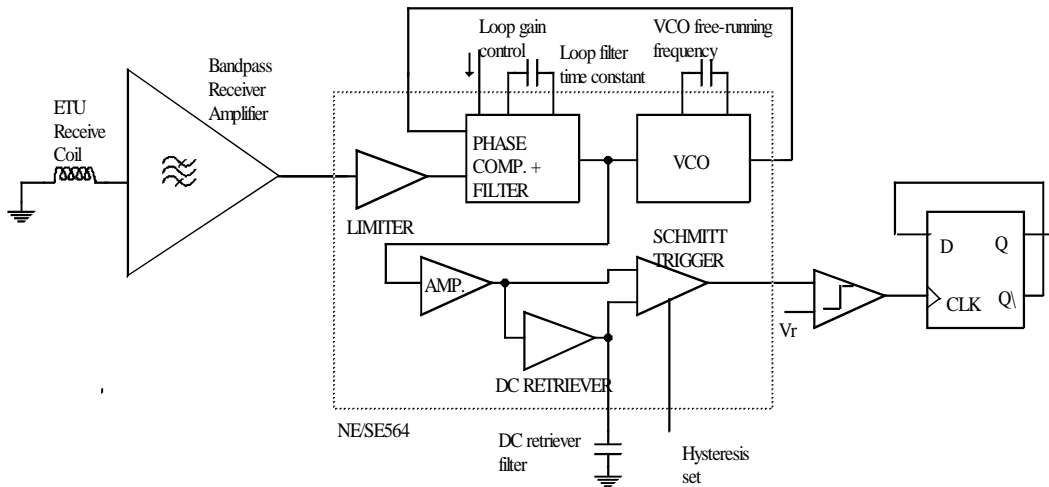 Loop gain
control
Loop filter
time constant
VCO free-running
frequency
Bandpass
Receiver
Amplifier
ETU
Receive
Coil
PHASE
COMP. +
FILTER
VCO
LIMITER
SCHMITT
TRIGGER
AMP.
DC RETRIEVER
Vr
D
Q
CLK
Q\
NE/SE564
DC retriever
filter
Hysteresis
set